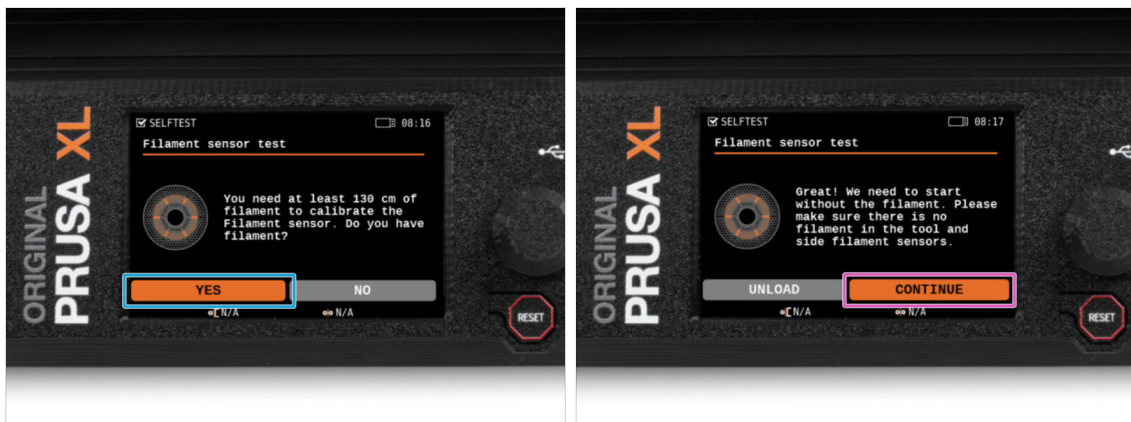 ORIGINAL
PRUSA XL
SELFTEST
08:16
Filament sensor test
You need at least 130 cm of
filament to calibrate the
Filament sensor. Do you have
filament?
YES
NO
N/A
N/A
RESET
ORIGINAL
PRUSA XL
SELFTEST
08:17
Filament sensor test
Great! We need to start
without the filament. Please
make sure there is no
filament in the tool and
side filament sensors.
UNLOAD
CONTINUE
N/A
N/A
RESET